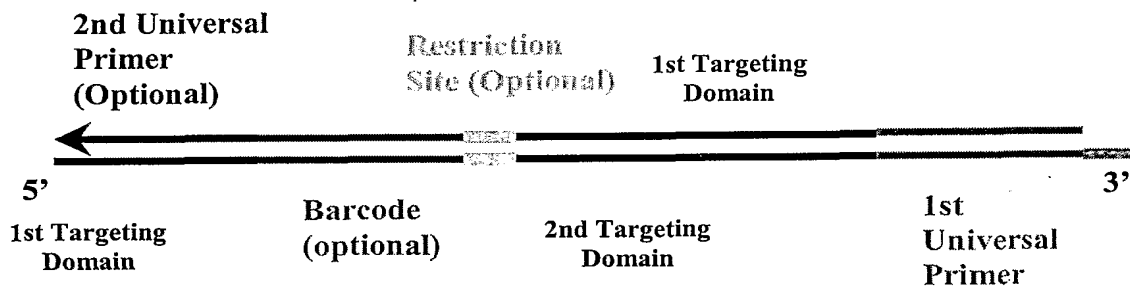 2nd Universal
Primer
(Optional)
Restriction
Site (Optional)
1st Targeting
Domain
5’
3’
1st Targeting
Domain
Barcode
(optional)
2nd Targeting
Domain
1st
Universal
Primer